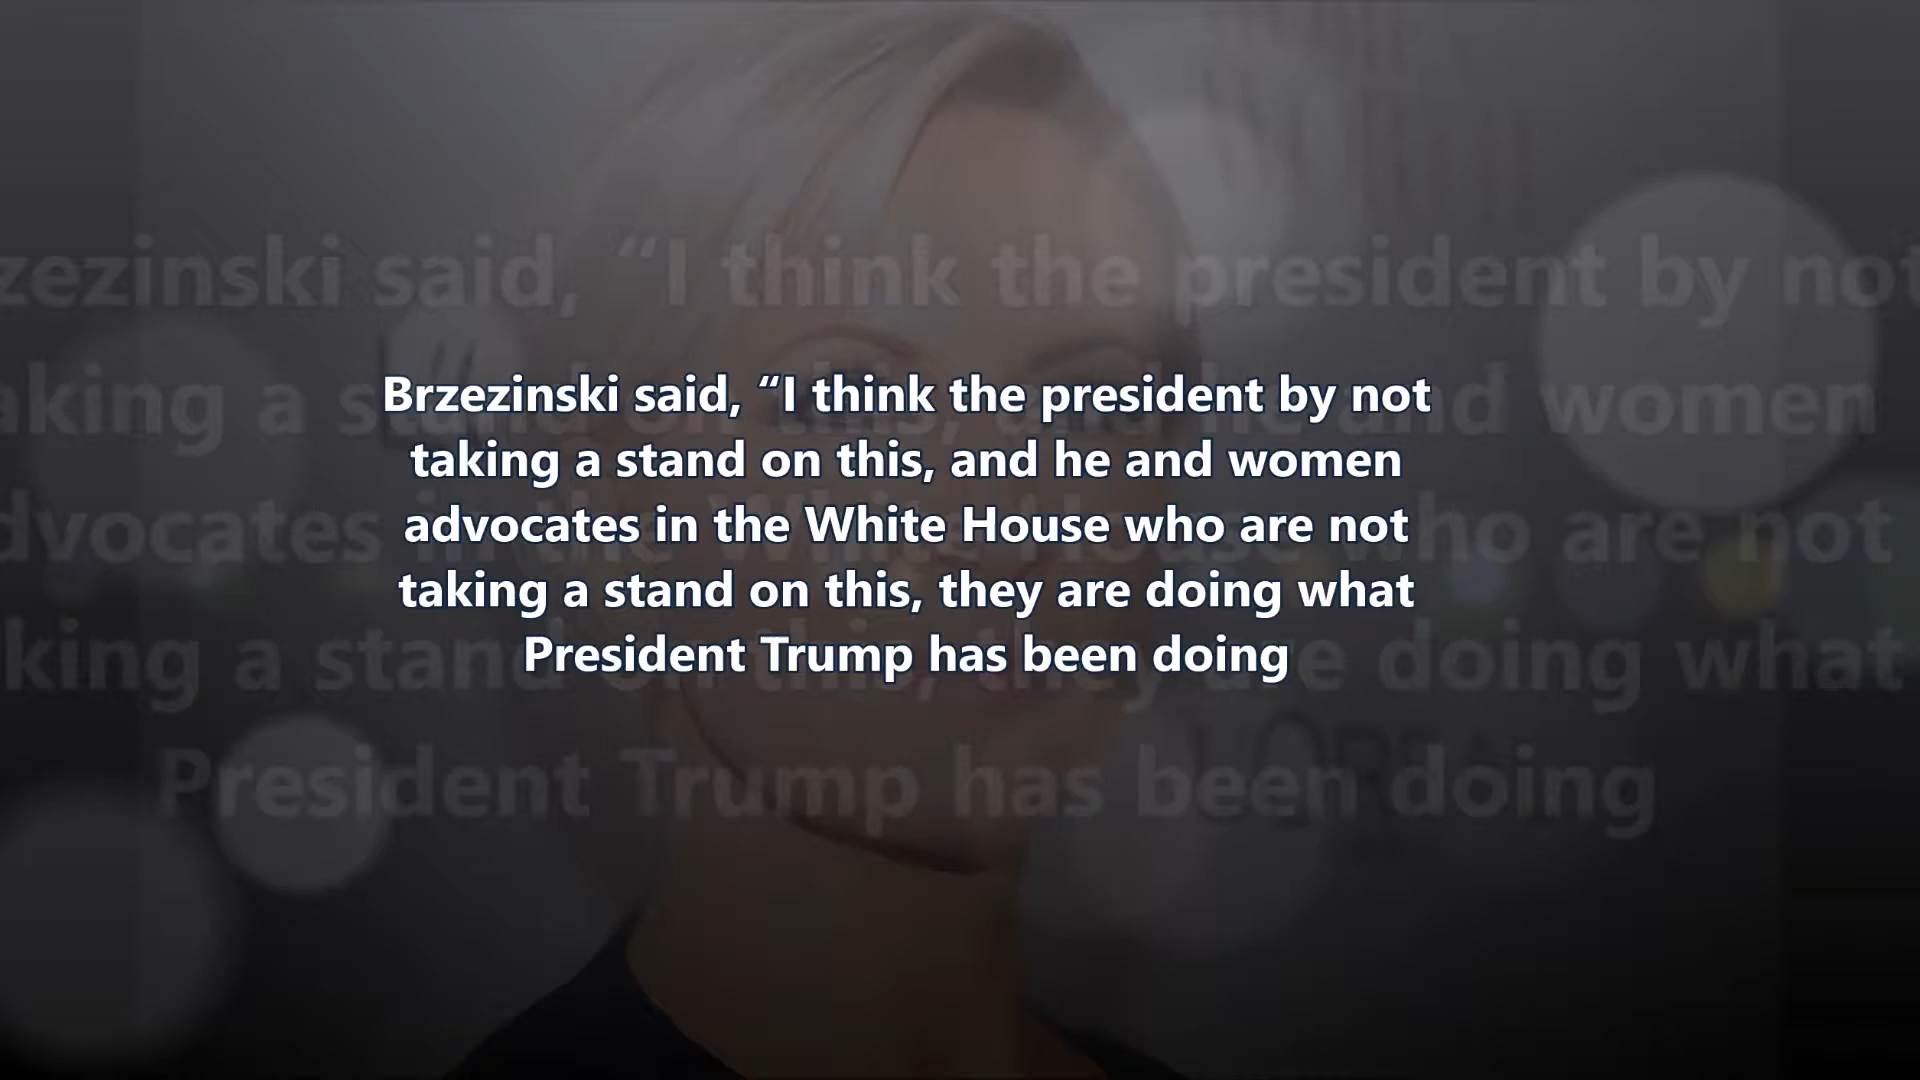 Brzezinski said, “I think the president by not
taking a stand on this, and he and women
advocates in the White House who are not
taking a stand on this, they are doing what
President Trump has been doing